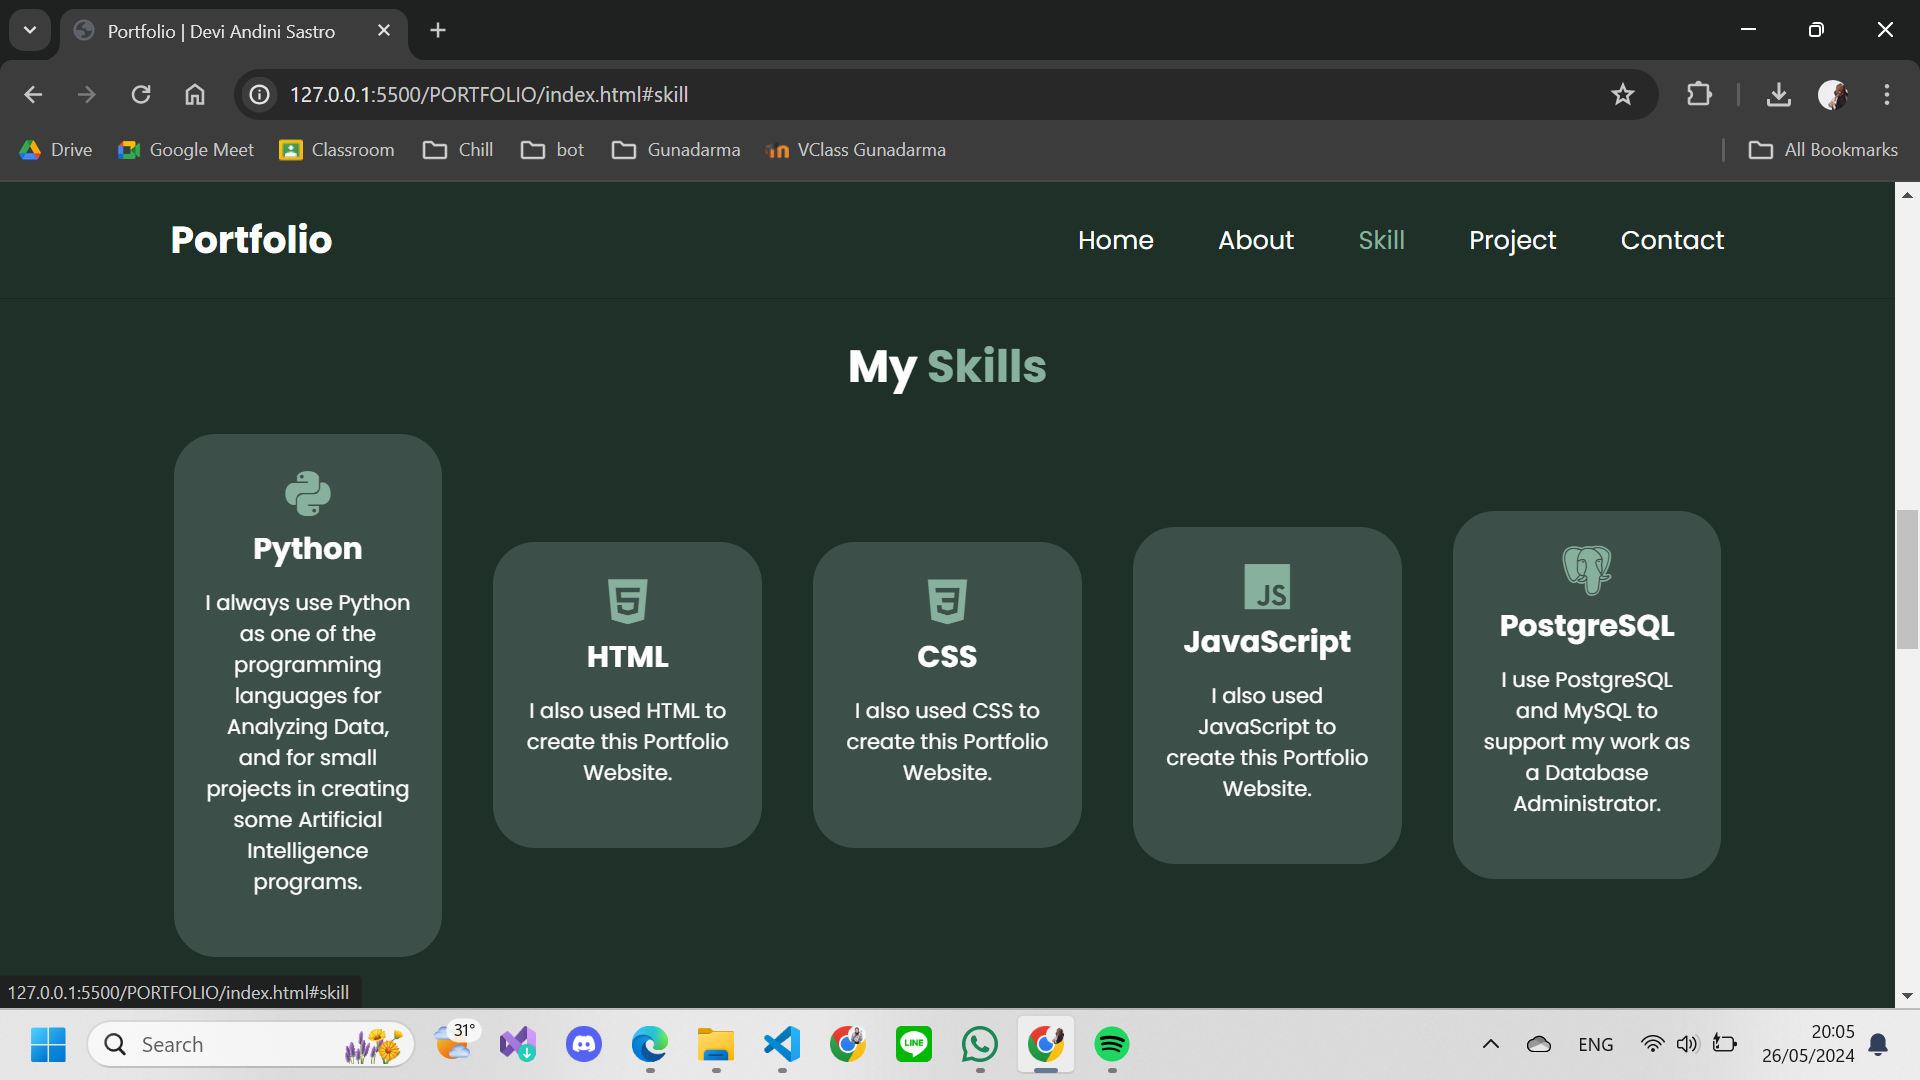 Portfolio | Devi Andini Sastro
127.0.0.1:5500/PORTFOLIO/index.html#skill
Drive
Google Meet
Classroom
Chill
bot
Gunadarma
VClass Gunadarma
All Bookmarks
Portfolio
Home
About
Skill
Project
Contact
My Skills
Python
I always use Python
as one of the
programming
languages for
Analyzing Data,
and for small
projects in creating
some Artificial
Intelligence
programs.
HTML
I also used HTML to
create this Portfolio
Website.
CSS
I also used CSS to
create this Portfolio
Website.
JS
JavaScript
I also used
JavaScript to
create this Portfolio
Website.
PostgreSQL
I use PostgreSQL
and MySQL to
support my work as
a Database
Administrator.
127.0.0.1:5500/PORTFOLIO/index.html#skill
Search
31°
LINE
ENG
20:05
26/05/2024